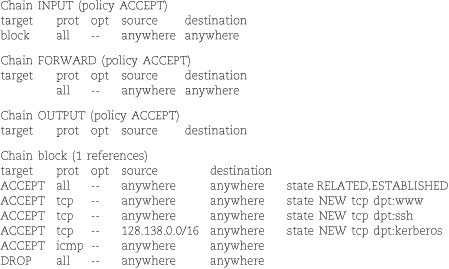 Chain INPUT (policy ACCEPT)
target prot opt source destination
block all -- anywhere anywhere
Chain FORWARD (policy ACCEPT)
target prot opt source destination
all -- anywhere anywhere
Chain OUTPUT (policy ACCEPT)
target prot opt source destination
Chain block (1 references)
target prot opt source destination
ACCEPT all -- anywhere anywhere state RELATED,ESTABLISHED
ACCEPT tcp -- anywhere anywhere state NEW tcp dpt:www
ACCEPT tcp -- anywhere anywhere state NEW tcp dpt:ssh
ACCEPT tcp -- 128.138.0.0/16 anywhere state NEW tcp dpt:kerberos
ACCEPT icmp -- anywhere anywhere
DROP all -- anywhere anywhere